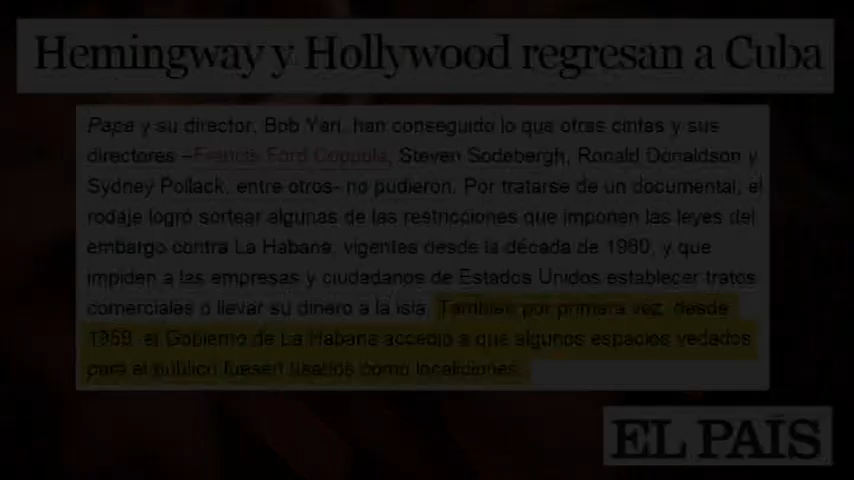 Hemingway y Hollywood regresan a Cuba
Papa y su director, Bob Yari, han conseguido lo que otras cintas y sus
directores –Francis Ford Coppola, Steven Sodebergh, Ronald Donaldson y
Sydney Pollack, entre otros- no pudieron. Por tratarse de un documental, el
rodaje logró sortear algunas de las restricciones que imponen las leyes del
embargo contra La Habana, vigentes desde la década de 1960, y que
impiden a las empresas y ciudadanos de Estados Unidos establecer tratos
comerciales o llevar su dinero a la isla. También por primera vez, desde
1959, el Gobierno de La Habana accedió a que algunos espacios vedados
para el público fuesen usados como localidiones.
EL PAÍS